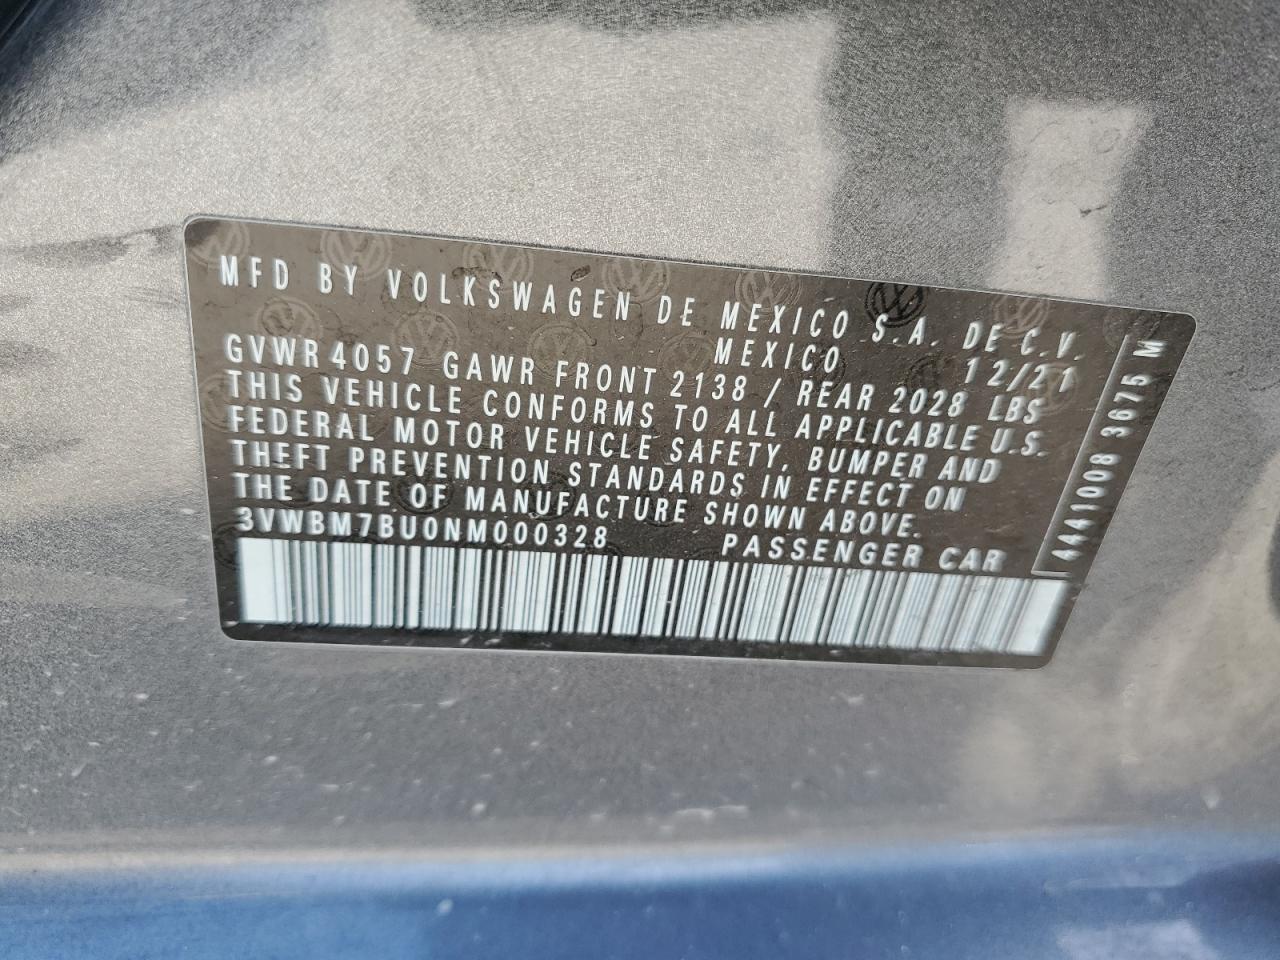 MFD BY VOLKSWAGEN DE MEXICO S.A. DE C.V.
MEXICO 12/21
GVWR 4057 GAWR FRONT 2138 / REAR 2028 LBS
THIS VEHICLE CONFORMS TO ALL APPLICABLE U.S.
FEDERAL MOTOR VEHICLE SAFETY, BUMPER AND
THEFT PREVENTION STANDARDS IN EFFECT ON
THE DATE OF MANUFACTURE SHOWN ABOVE.
3VWBM7BU0NM000328 PASSENGER CAR
4441008 3675 M